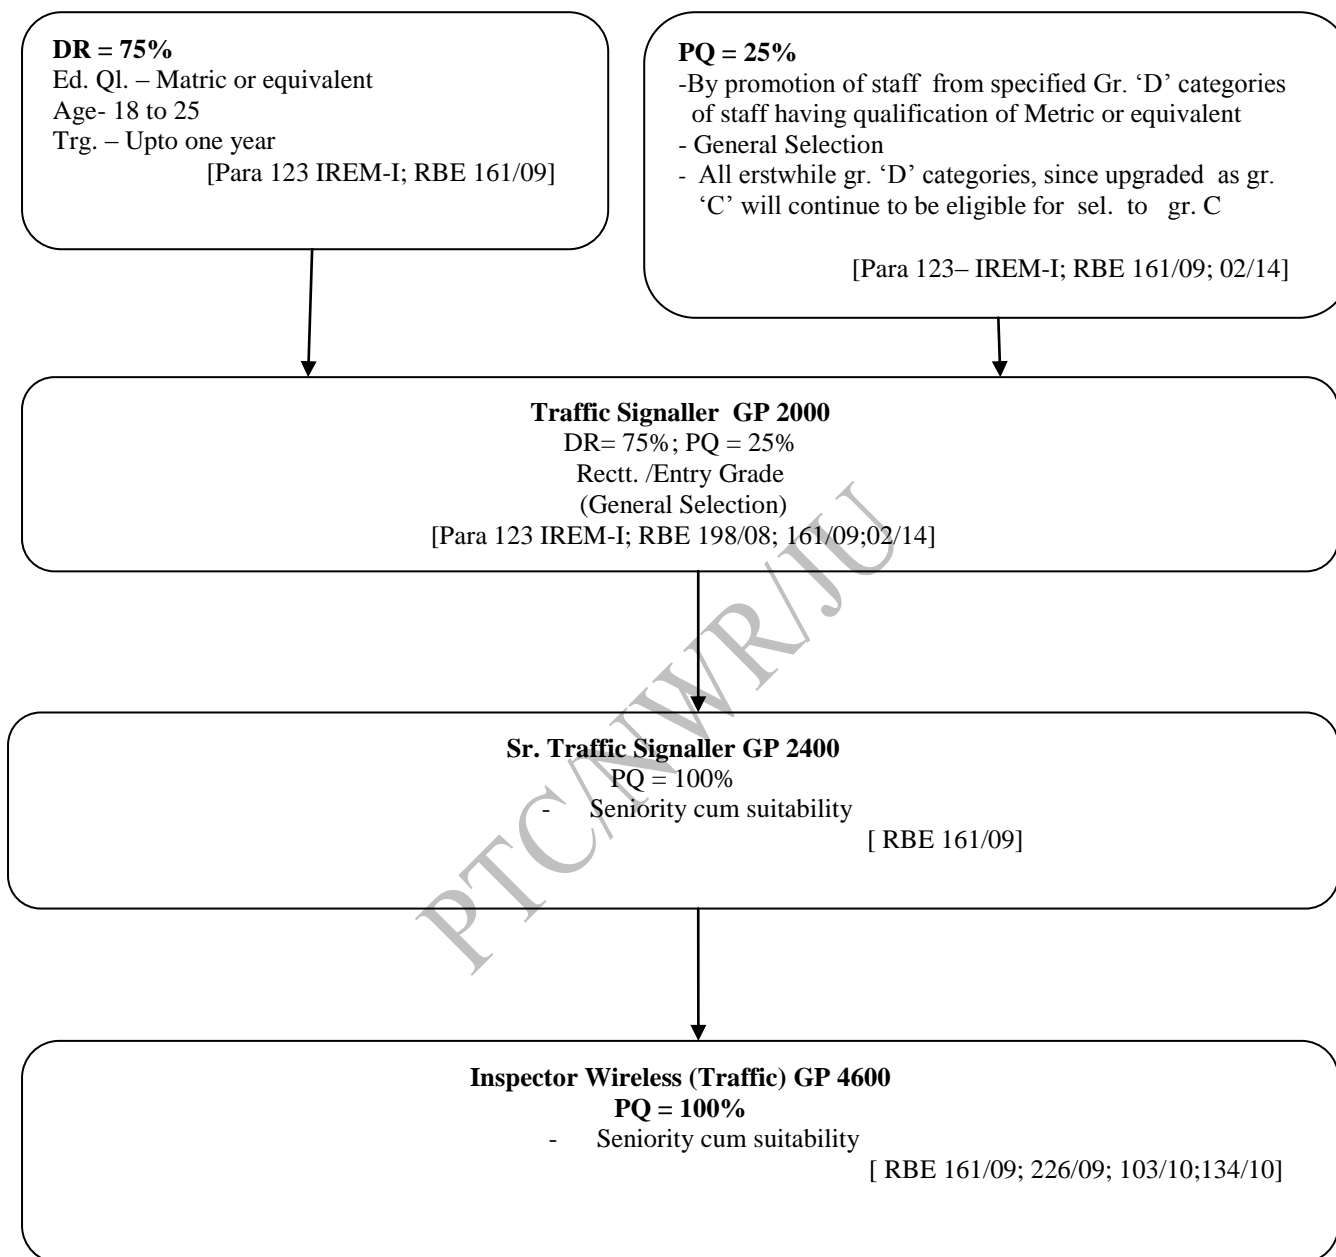 DR = 75%
Ed. Ql. – Matric or equivalent
Age- 18 to 25
Trg. – Upto one year
[Para 123 IREM-I; RBE 161/09]
PQ = 25%
-By promotion of staff from specified Gr. ‘D’ categories
of staff having qualification of Metric or equivalent
- General Selection
- All erstwhile gr. ‘D’ categories, since upgraded as gr.
‘C’ will continue to be eligible for sel. to gr. C
[Para 123– IREM-I; RBE 161/09; 02/14]
Traffic Signaller GP 2000
DR= 75%; PQ = 25%
Rectt. /Entry Grade
(General Selection)
[Para 123 IREM-I; RBE 198/08; 161/09;02/14]
Sr. Traffic Signaller GP 2400
PQ = 100%
- Seniority cum suitability
[ RBE 161/09]
PTC/NWR/JU
Inspector Wireless (Traffic) GP 4600
PQ = 100%
- Seniority cum suitability
[ RBE 161/09; 226/09; 103/10;134/10]